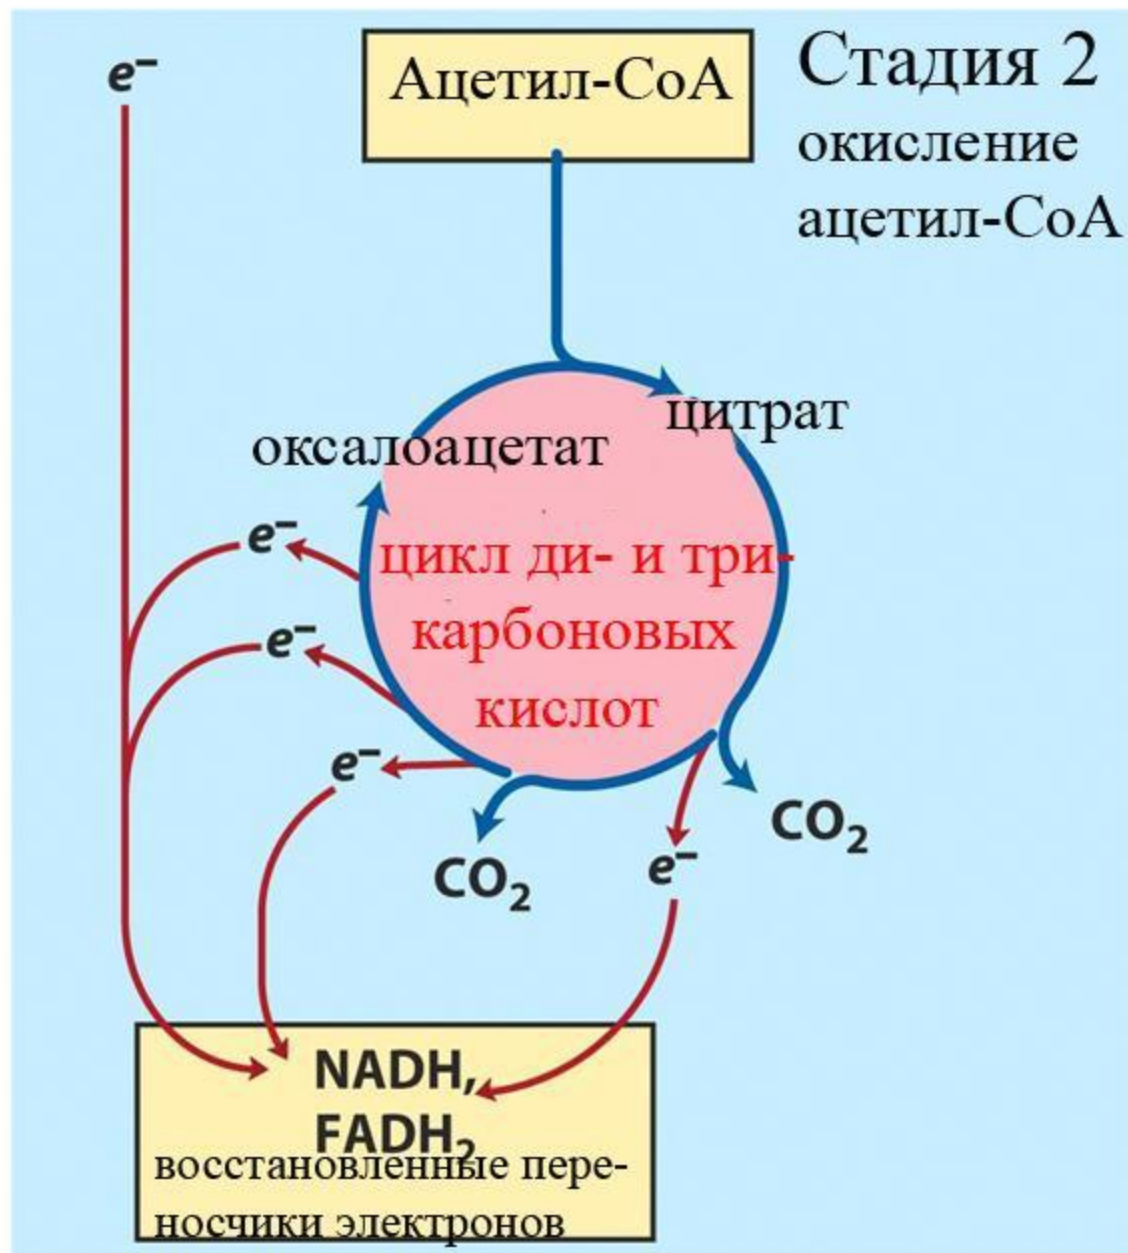 e⁻
Ацетил-CoA
Стадия 2
окисление
ацетил-CoA
цитрат
оксалоацетат
e⁻
цикл ди- и три-
карбоновых
e⁻
кислот
e⁻
CO₂
e⁻
CO₂
NADH,
FADH₂
восстановленные пере-
носчики электронов